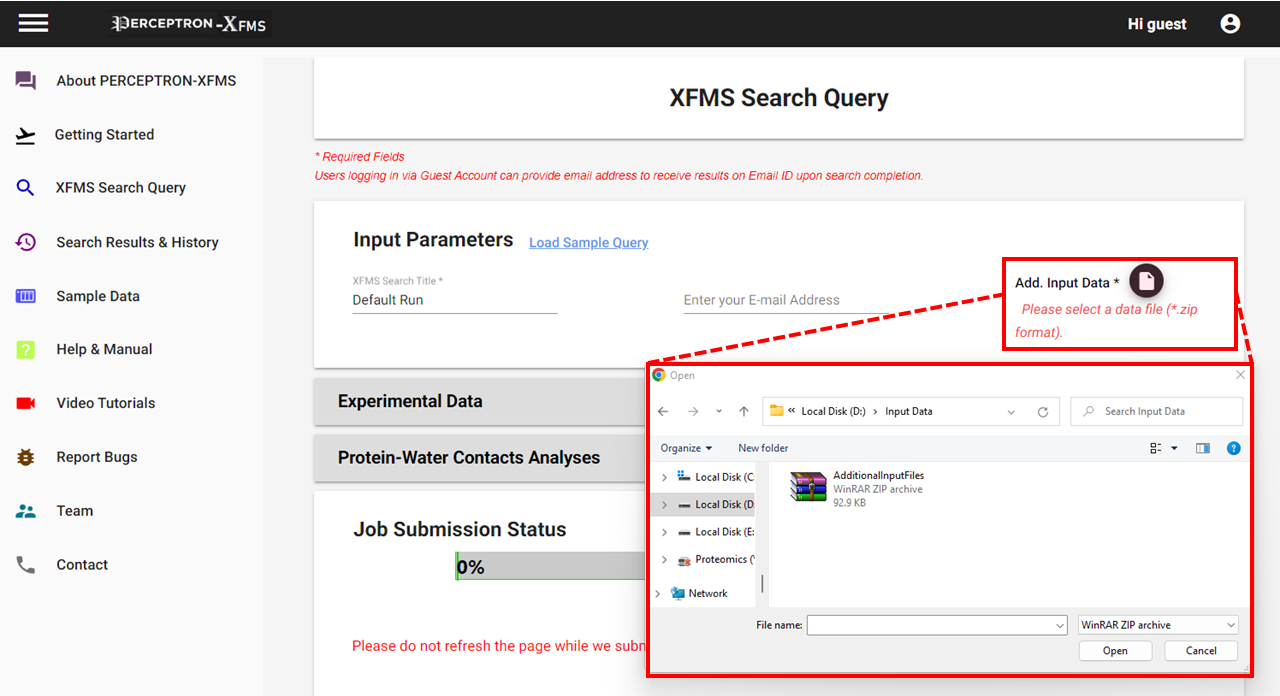 PERCEPTRON-XFMS
Hi guest
About PERCEPTRON-XFMS
Getting Started
XFMS Search Query
Search Results & History
Sample Data
Help & Manual
Video Tutorials
Report Bugs
Team
Contact
XFMS Search Query
* Required Fields
Users logging in via Guest Account can provide email address to receive results on Email ID upon search completion.
Input Parameters
Load Sample Query
XFMS Search Title *
Default Run
Enter your E-mail Address
Add. Input Data *
Please select a data file (*.zip
format).
Experimental Data
Protein-Water Contacts Analyses
Job Submission Status
0%
Please do not refresh the page while we subm
Open
« Local Disk (D:) › Input Data
Search Input Data
Organize
New folder
Local Disk (C
Local Disk (D:
Local Disk (E:
Proteomics (
Network
AdditionalInputFiles
WinRAR ZIP archive
92.9 KB
File name:
WinRAR ZIP archive
Open
Cancel